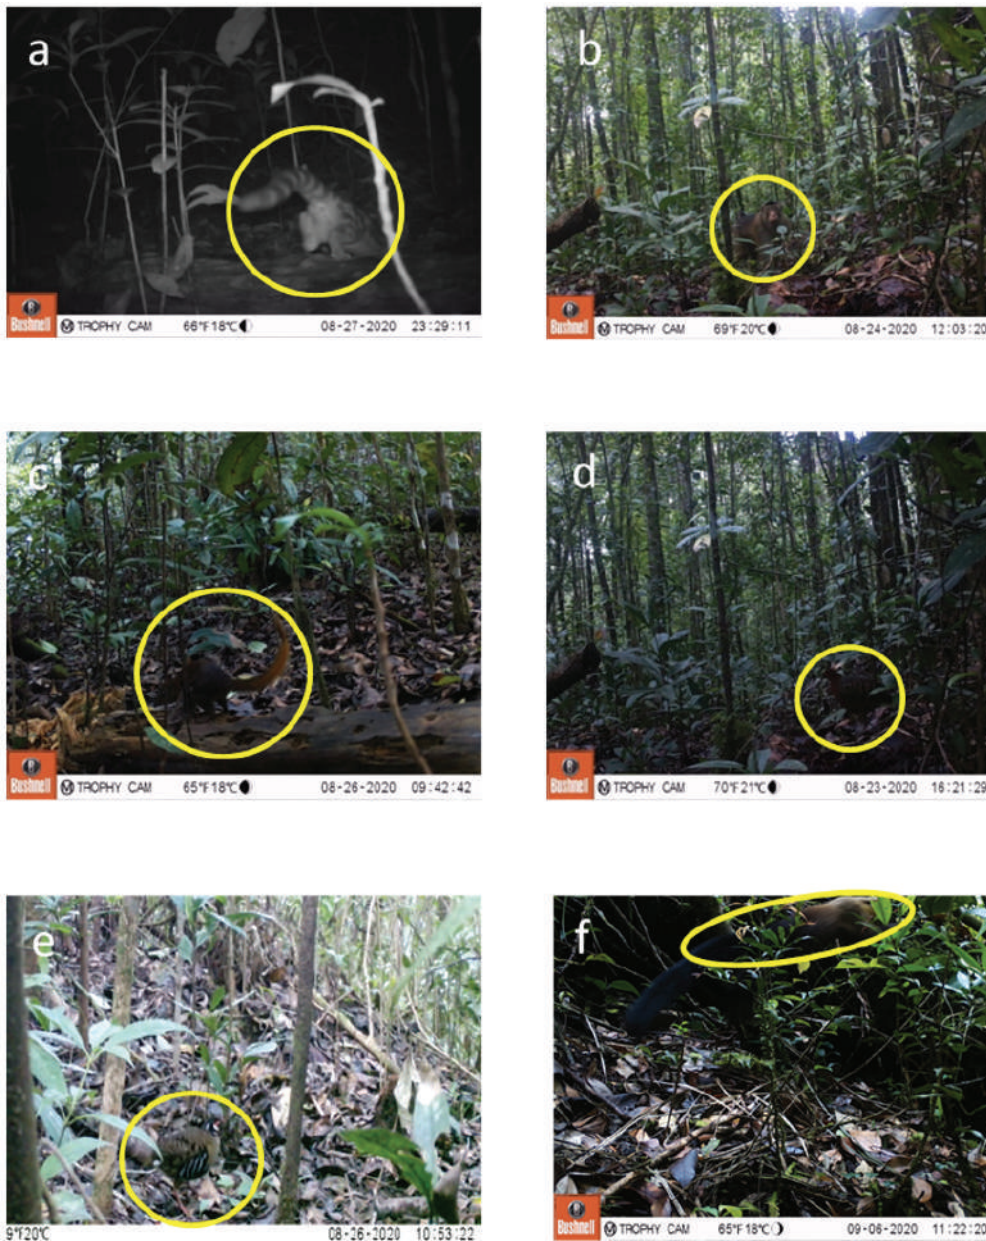 a
Bushnell M TROPHY CAM 66°F18℃ 08-27-2020 23:29:11
b
Bushnell M TROPHY CAM 69°F20℃ 08-24-2020 12:03:20
c
Bushnell M TROPHY CAM 65°F18℃ 08-26-2020 09:42:42
d
Bushnell M TROPHY CAM 70°F21℃ 08-23-2020 16:21:29
e
9°F20℃ 08-26-2020 10:53:22
f
Bushnell M TROPHY CAM 65°F18℃ 09-06-2020 11:22:20